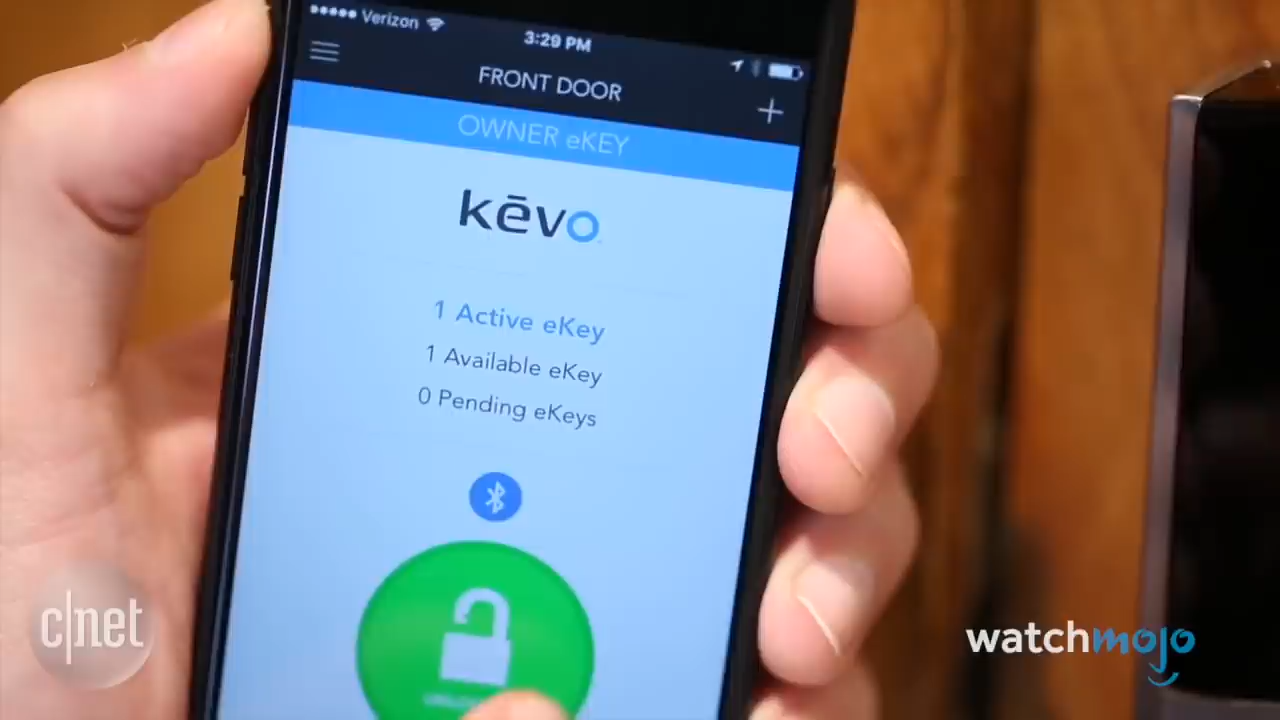 Verizon
3:29 PM
FRONT DOOR
OWNER eKEY
kēvo
1 Active eKey
1 Available eKey
0 Pending eKeys
c|net
watchmojo